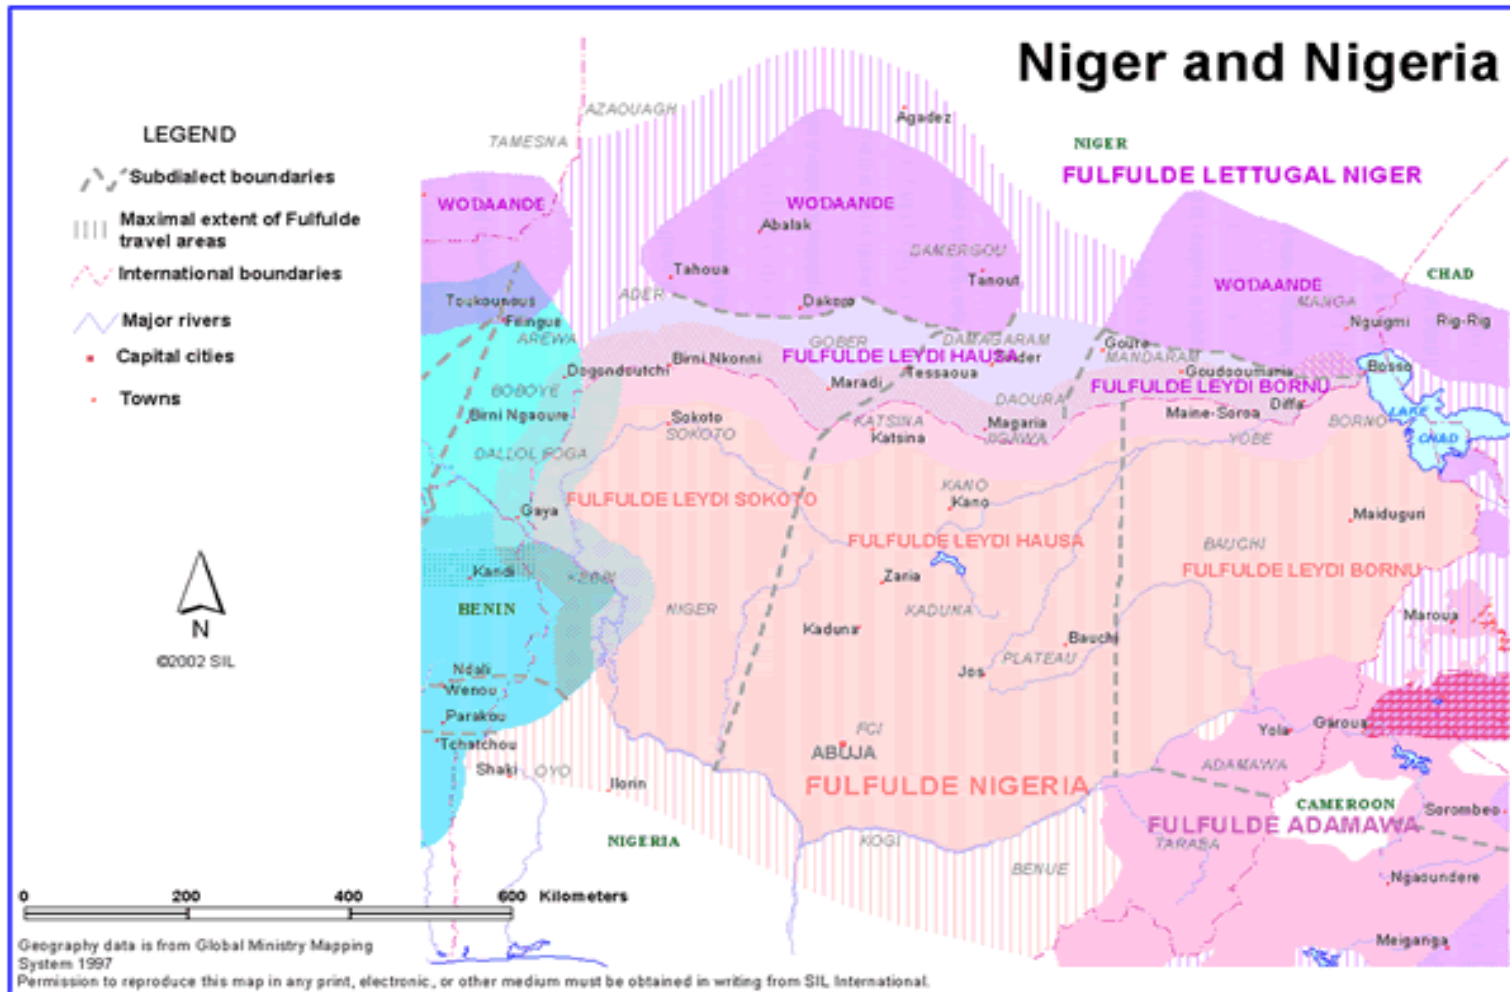 Niger and Nigeria
LEGEND
Subdialect boundaries
Maximal extent of Fulfulde
travel areas
International boundaries
Major rivers
Capital cities
Towns
N
©2002 SIL
AZAOUAGH
TAMESNA
Agadez
NIGER
FULFULDE LETTUGAL NIGER
WODAANDE
WODAANDE
Abalak
DAMERGOU
Tahoua
Tanout
ADER
Dakoro
WODAANDE
MANGA
CHAD
Nguigmi
Rig-Rig
Toukounous
Filingue
AREWA
GOBER
DAMAGARAM
Goure
MANDARAM
Dogondoutchi
Birni Nkonni
FULFULDE LEYDI HAUSA
Zinder
Tessaoua
Maradi
Goudooumaria
Bosso
FULFULDE LEYDI BORNU
BOBOYE
DAOURA
Diffa
Birni Ngaoure
Sokoto
SOKOTO
KATSINA
Katsina
Magaria
JIGAWA
Maine-Soroa
YOBE
BORNO
LAKE
CHAD
DALLOL FOGA
FULFULDE LEYDI SOKOTO
KANO
Kano
Gaya
Maiduguri
FULFULDE LEYDI HAUSA
BAUCHI
FULFULDE LEYDI BORNU
Kandi
KEBBI
Zaria
BENIN
NIGER
KADUNA
Maroua
Kaduna
Bauchi
PLATEAU
Jos
Ndali
Wenou
Parakou
Tchatchou
FCT
ABUJA
Yola
Garoua
Shaki
OYO
Ilorin
FULFULDE NIGERIA
ADAMAWA
CAMEROON
Sorombeo
FULFULDE ADAMAWA
NIGERIA
KOGI
TARABA
BENUE
Ngaoundere
Meiganga
0 200 400 600 Kilometers
Geography data is from Global Ministry Mapping
System 1997
Permission to reproduce this map in any print, electronic, or other medium must be obtained in writing from SIL International.